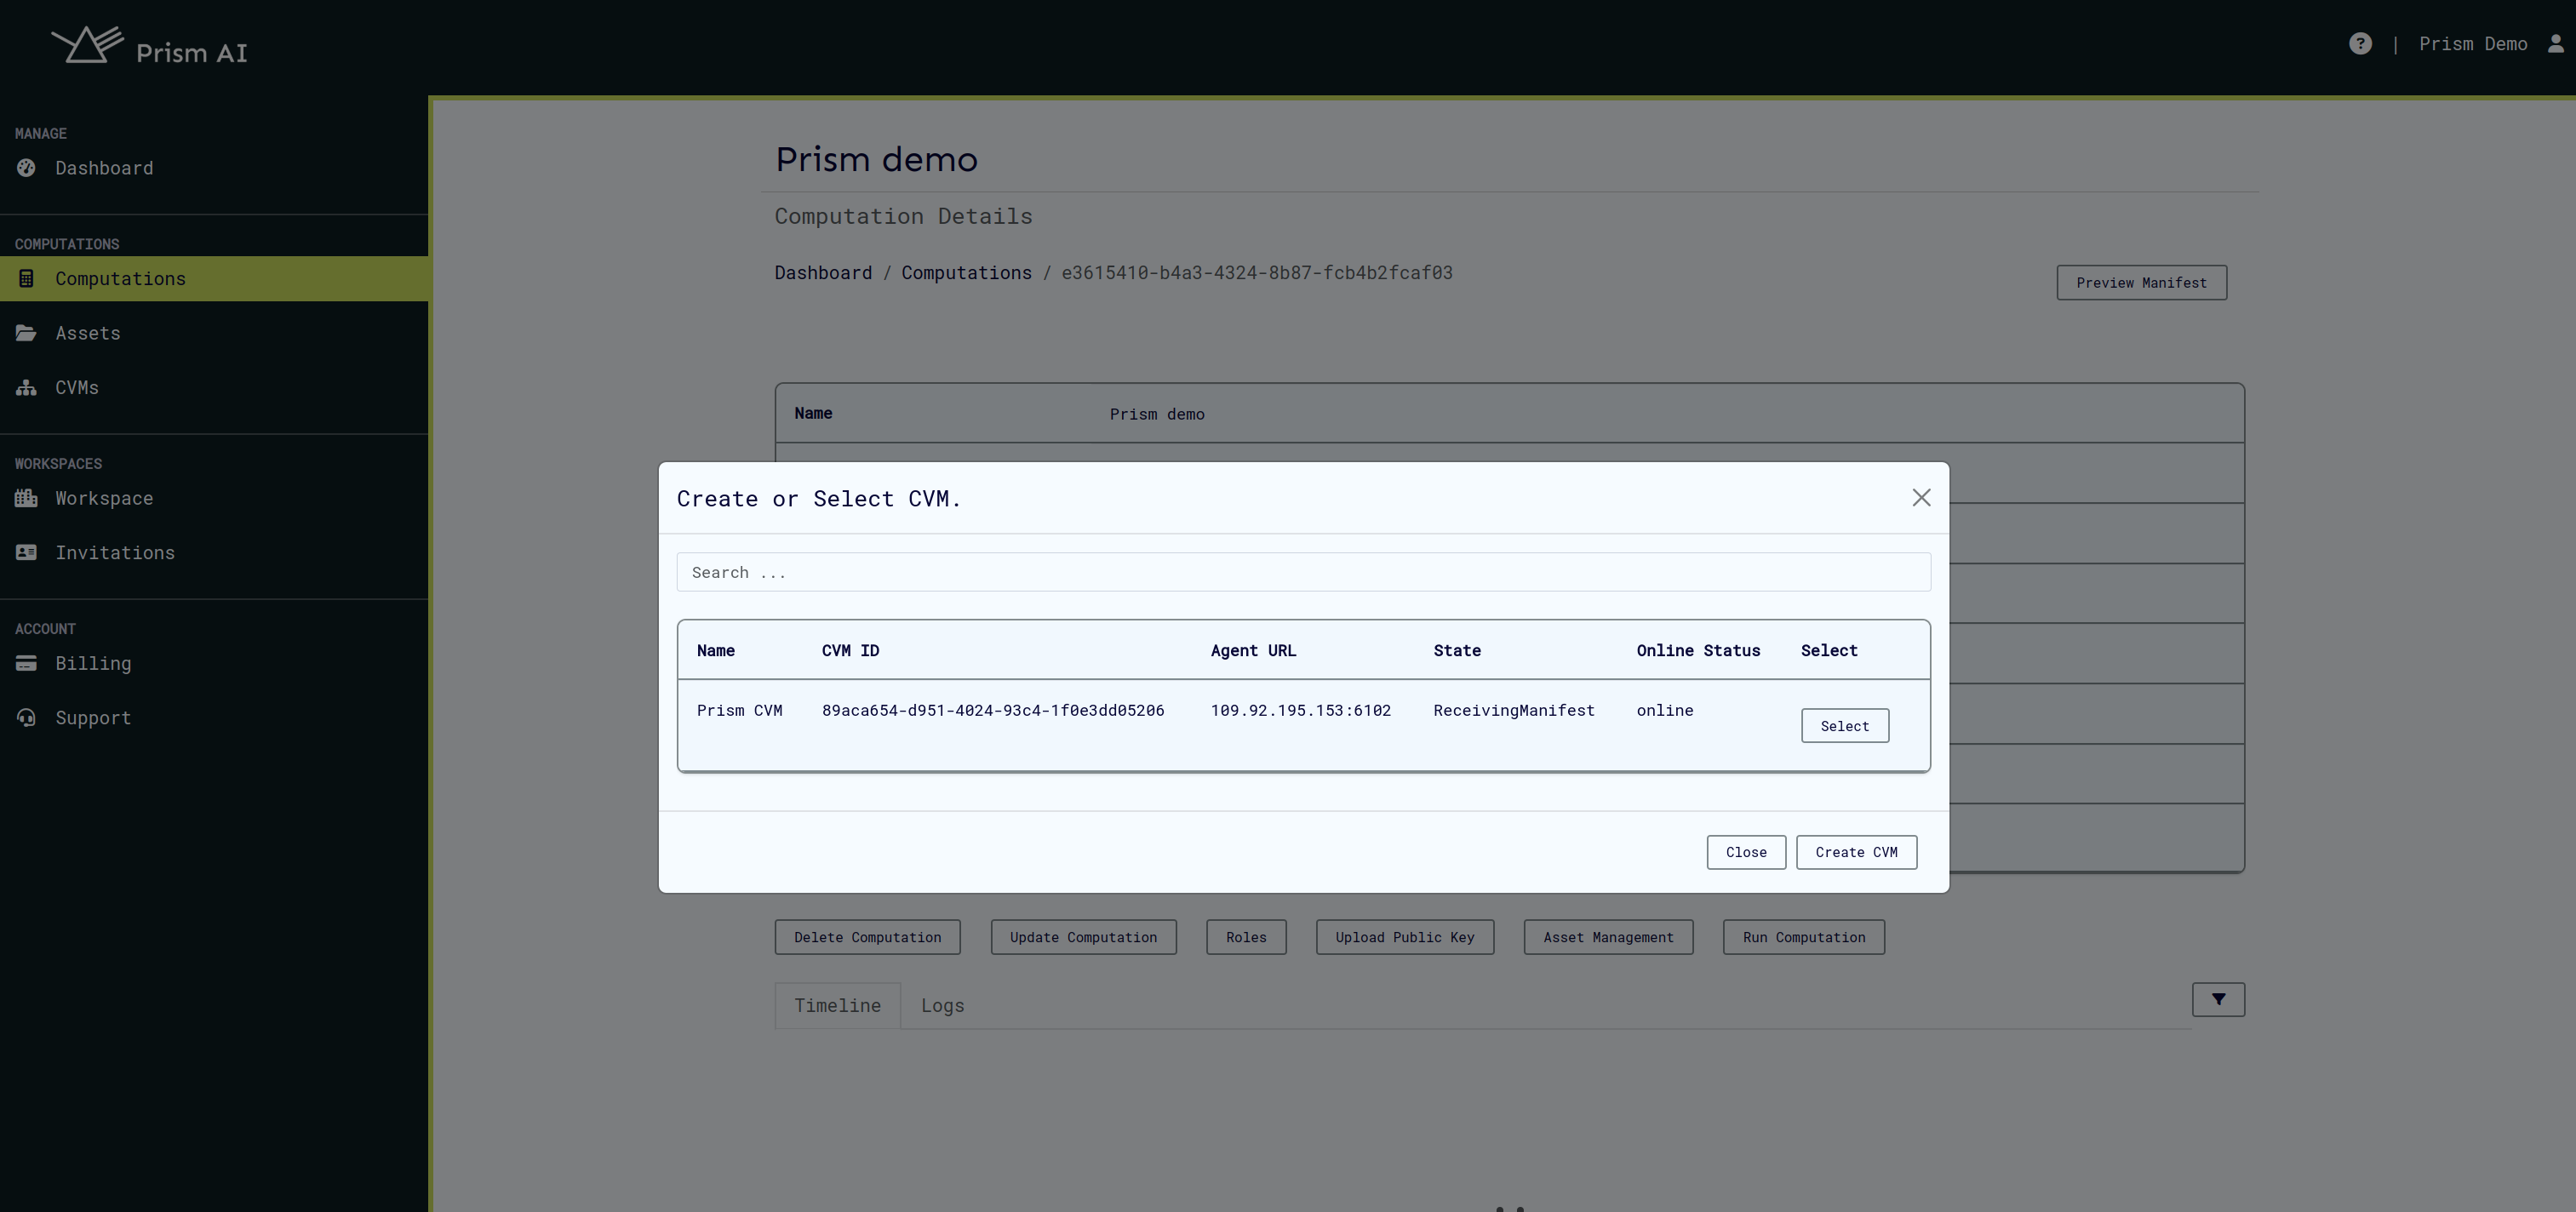 Prism AI
? | Prism Demo
MANAGE
Dashboard
COMPUTATIONS
Computations
Assets
CVMs
WORKSPACES
Workspace
Invitations
ACCOUNT
Billing
Support
Prism demo
Computation Details
Dashboard / Computations / e3615410-b4a3-4324-8b87-fcb4b2fcaf03
Preview Manifest
Name Prism demo
Create or Select CVM.
Search ...
Name CVM ID Agent URL State Online Status Select
Prism CVM 89aca654-d951-4024-93c4-1f0e3dd05206 109.92.195.153:6102 ReceivingManifest online Select
Close Create CVM
Delete Computation Update Computation Roles Upload Public Key Asset Management Run Computation
Timeline Logs